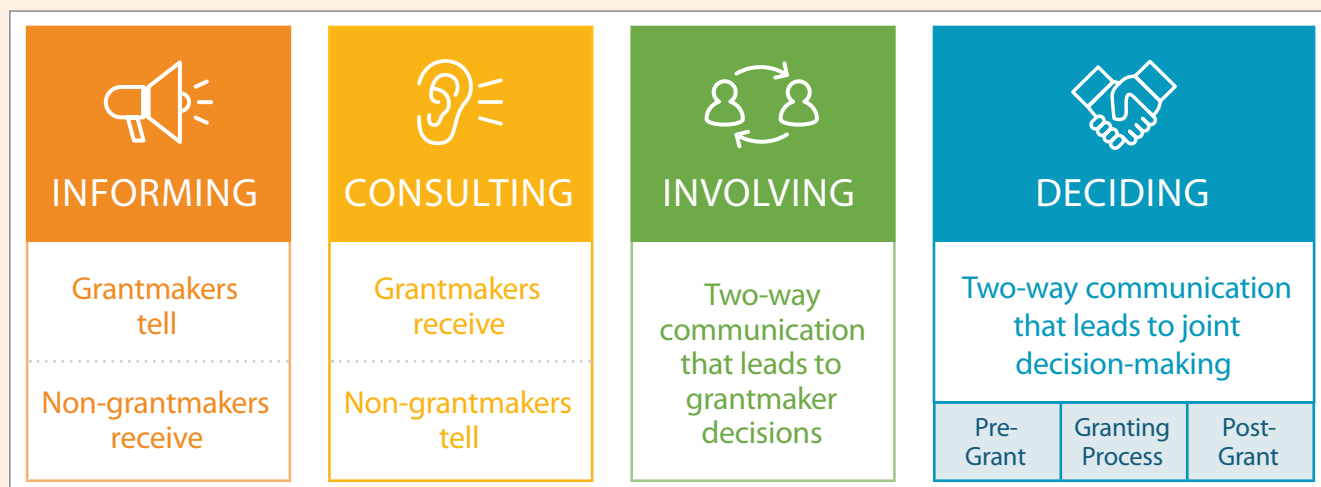 INFORMING
Grantmakers
tell
Non-grantmakers
receive
CONSULTING
Grantmakers
receive
Non-grantmakers
tell
INVOLVING
Two-way
communication
that leads to
grantmaker
decisions
DECIDING
Two-way communication
that leads to joint
decision-making
Pre-
Grant
Granting
Process
Post-
Grant